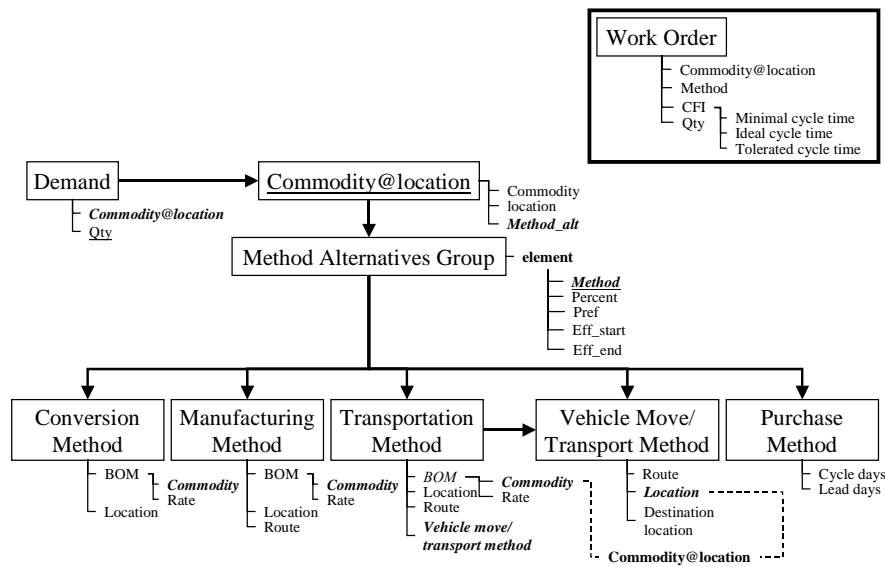 Work Order
Commodity@location
Method
CFI
Qty
Minimal cycle time
Ideal cycle time
Tolerated cycle time
Demand
Commodity@location
Qty
Commodity@location
Commodity
location
Method_alt
Method Alternatives Group
element
Method
Percent
Pref
Eff_start
Eff_end
Conversion
Method
BOM
Commodity
Rate
Location
Manufacturing
Method
BOM
Commodity
Rate
Location
Route
Transportation
Method
BOM
Commodity
Rate
Location
Route
Vehicle move/
transport method
Vehicle Move/
Transport Method
Route
Location
Destination
location
Commodity@location
Purchase
Method
Cycle days
Lead days